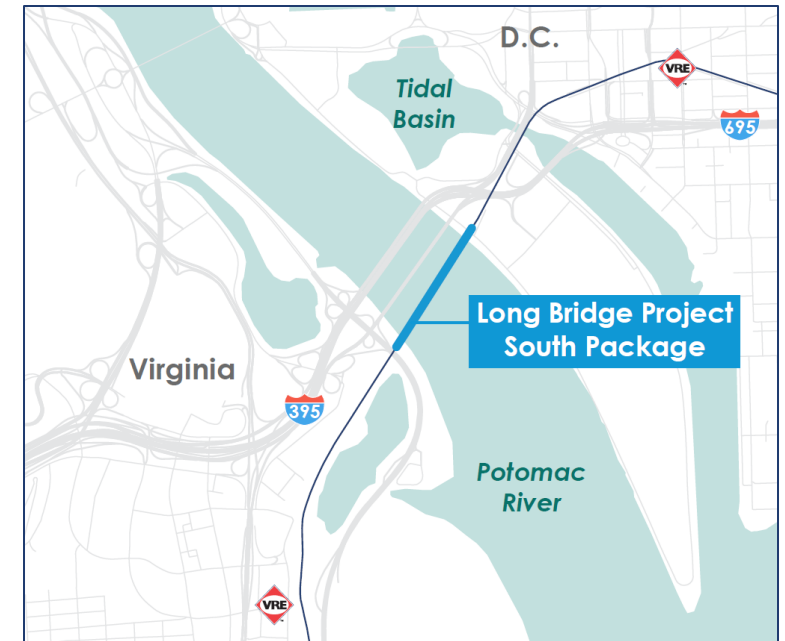 D.C.
VRE
Tidal
Basin
695
Long Bridge Project
South Package
Virginia
395
Potomac
River
VRE